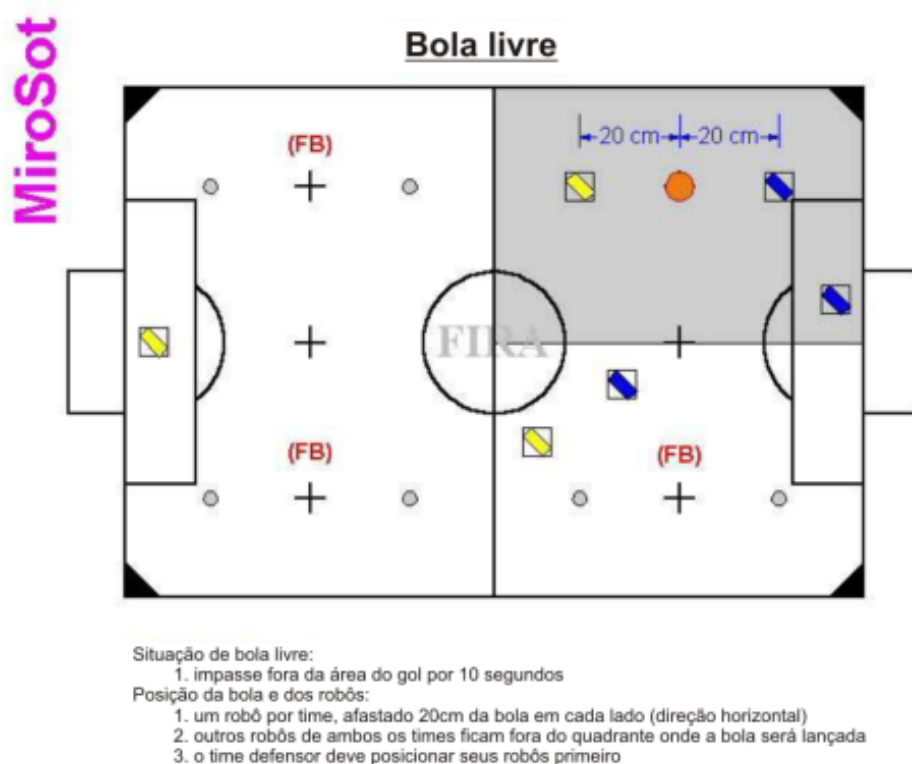 MiroSot
Bola livre
(FB)
20 cm 20 cm
FIRA
(FB)
(FB)
Situação de bola livre:
1. impasse fora da área do gol por 10 segundos
Posição da bola e dos robôs:
1. um robô por time, afastado 20cm da bola em cada lado (direção horizontal)
2. outros robôs de ambos os times ficam fora do quadrante onde a bola será lançada
3. o time defensor deve posicionar seus robôs primeiro